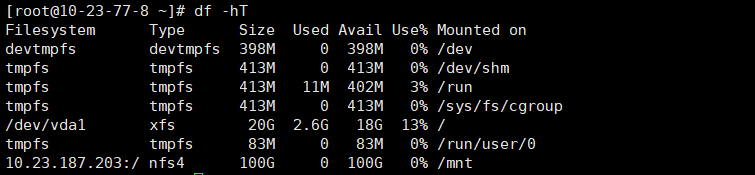 [root@10-23-77-8 ~]# df -hT
Filesystem     Type      Size  Used Avail Use% Mounted on
devtmpfs       devtmpfs  398M     0  398M   0% /dev
tmpfs          tmpfs     413M     0  413M   0% /dev/shm
tmpfs          tmpfs     413M   11M  402M   3% /run
tmpfs          tmpfs     413M     0  413M   0% /sys/fs/cgroup
/dev/vda1      xfs        20G  2.6G   18G  13% /
tmpfs          tmpfs      83M     0   83M   0% /run/user/0
10.23.187.203:/ nfs4      100G     0  100G   0% /mnt